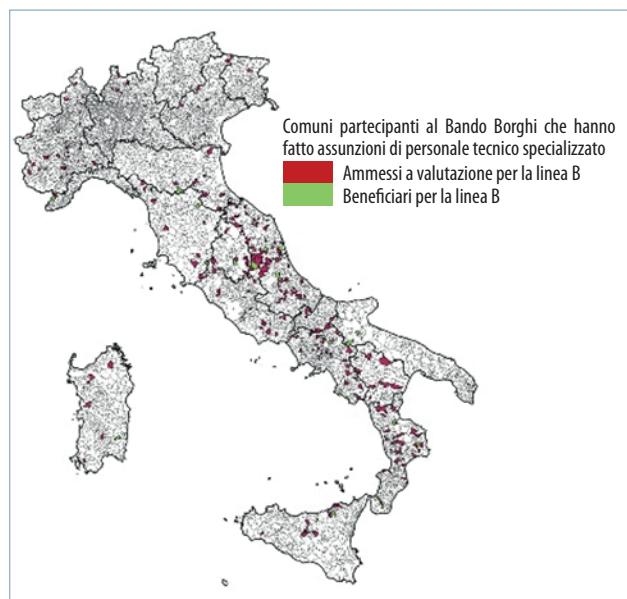 Comuni partecipanti al Bando Borghi che hanno
fatto assunzioni di personale tecnico specializzato
Ammessi a valutazione per la linea B
Beneficiari per la linea B